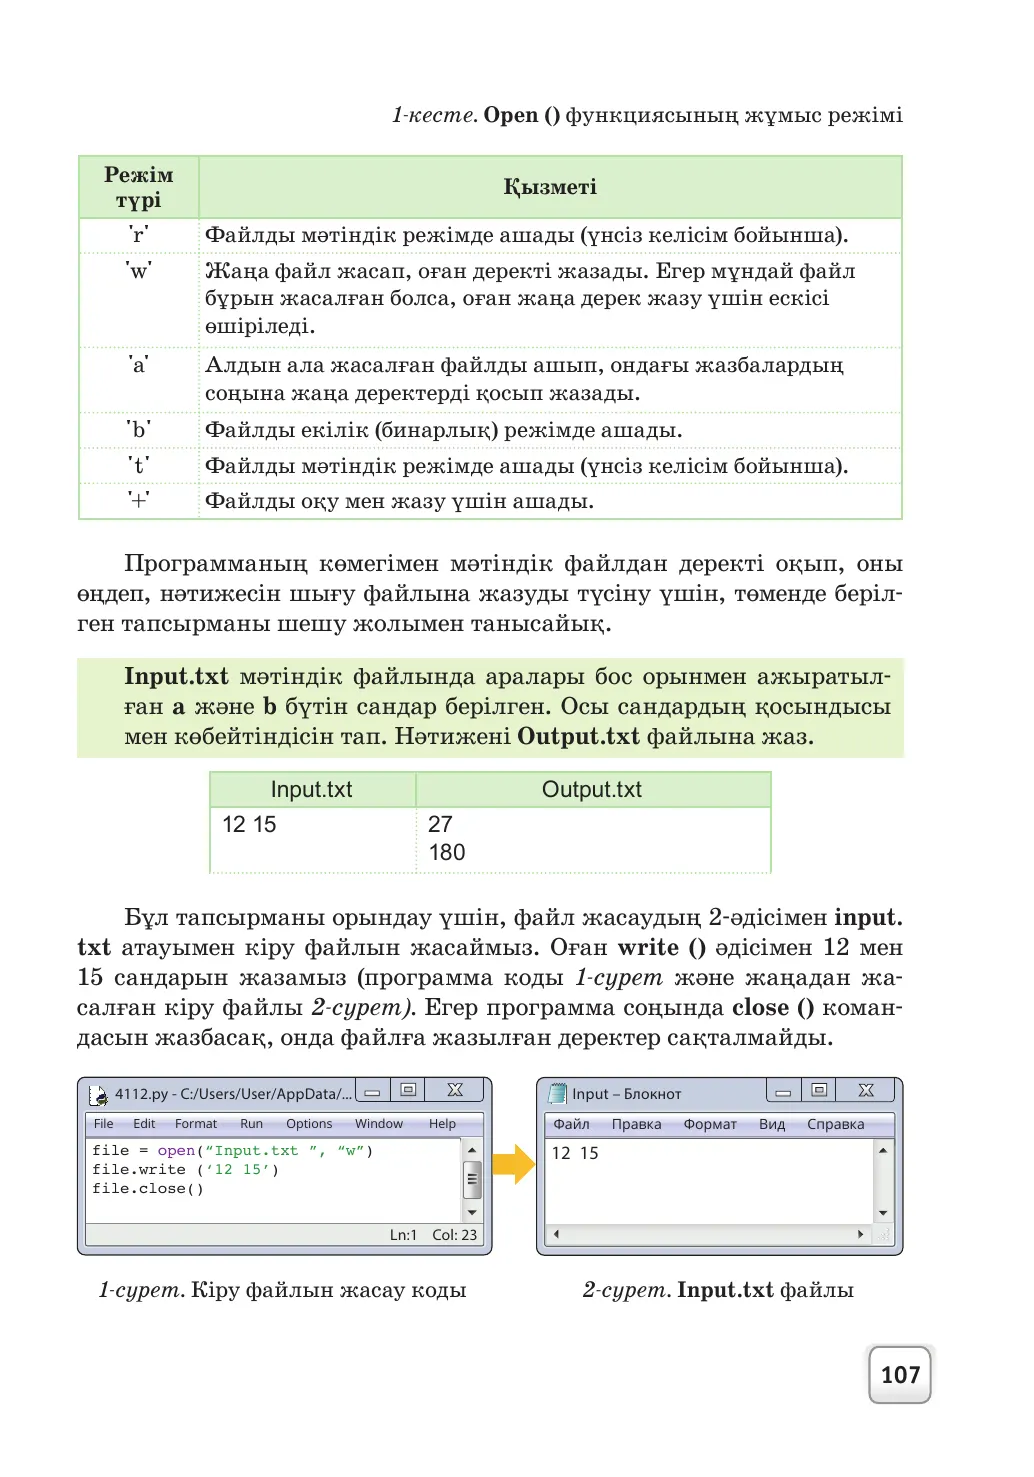 1-кесте. Open () функциясының жұмыс режімі
Режім
түрі
Қызметі
'r' Файлды мәтіндік режімде ашады (үнсіз келісім бойынша).
'w' Жаңа файл жасап, оған деректі жазады. Егер мұндай файл
бұрын жасалған болса, оған жаңа дерек жазу үшін ескісі
өшіріледі.
'a' Алдын ала жасалған файлды ашып, ондағы жазбалардың
соңына жаңа деректерді қосып жазады.
'b' Файлды екілік (бинарлық) режімде ашады.
't' Файлды мәтіндік режімде ашады (үнсіз келісім бойынша).
'+' Файлды оқу мен жазу үшін ашады.
Программаның көмегімен мәтіндік файлдан деректі оқып, оны
өңдеп, нәтижесін шығу файлына жазуды түсіну үшін, төменде беріл-
ген тапсырманы шешу жолымен танысайық.
Input.txt мәтіндік файлында аралары бос орынмен ажыратыл-
ған a және b бүтін сандар берілген. Осы сандардың қосындысы
мен көбейтіндісін тап. Нәтижені Output.txt файлына жаз.
Input.txt Output.txt
12 15 27
180
Бұл тапсырманы орындау үшін, файл жасаудың 2-әдісімен input.
txt атауымен кіру файлын жасаймыз. Оған write () әдісімен 12 мен
15 сандарын жазамыз (программа коды 1-сурет және жаңадан жа-
салған кіру файлы 2-сурет). Егер программа соңында close () коман-
дасын жазбасақ, онда файлға жазылған деректер сақталмайды.
4112.py - C:/Users/User/AppData/...
File Edit Format Run Options Window Help
file = open(“Input.txt ”, “w”)
file.write (‘12 15’)
file.close()
Ln:1 Col: 23
Input – Блокнот
Файл Правка Формат Вид Справка
12 15
1-сурет. Кіру файлын жасау коды
2-сурет. Input.txt файлы
107